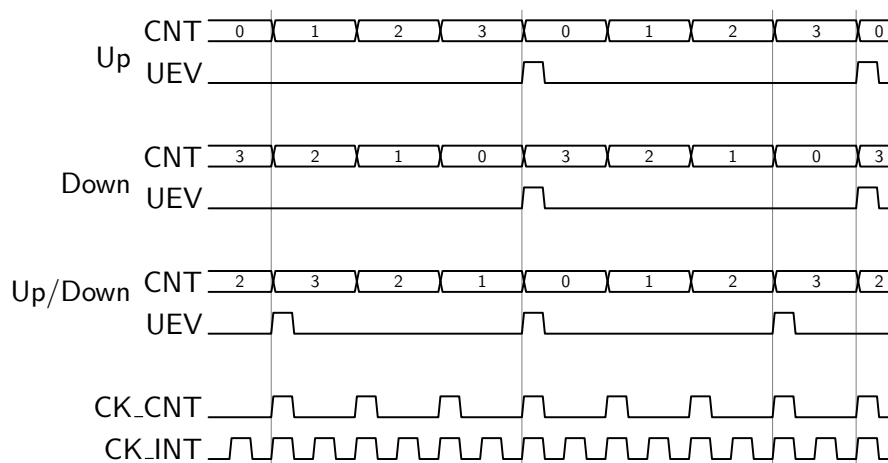 CNT 0 1 2 3 0 1 2 3 0
Up
UEV
CNT 3 2 1 0 3 2 1 0 3
Down
UEV
CNT 2 3 2 1 0 1 2 3 2
Up/Down
UEV
CK_CNT
CK_INT